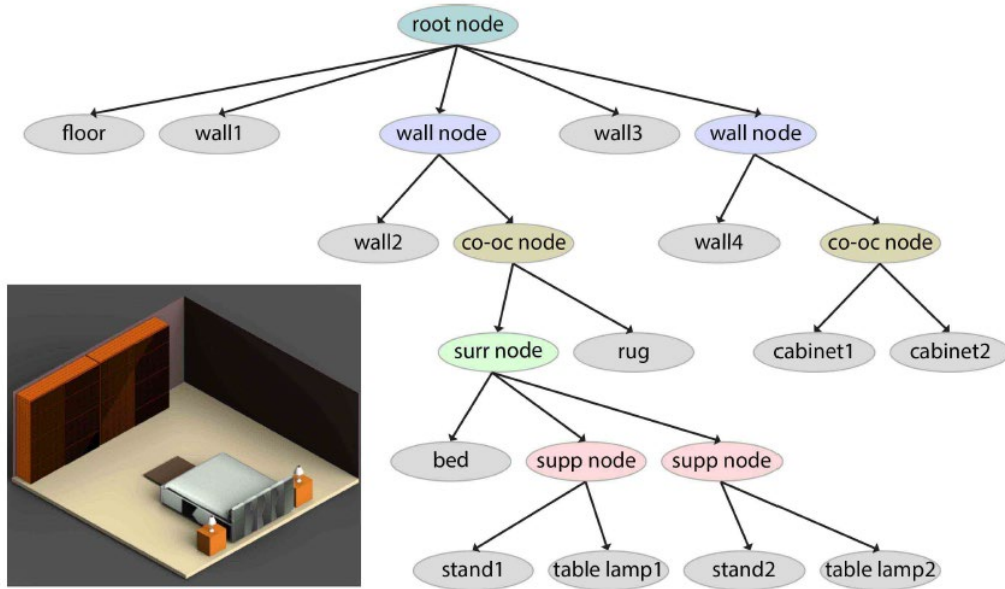 root node
floor
wall1
wall node
wall3
wall node
wall2
co-oc node
wall4
co-oc node
surr node
rug
cabinet1
cabinet2
bed
supp node
supp node
stand1
table lamp1
stand2
table lamp2